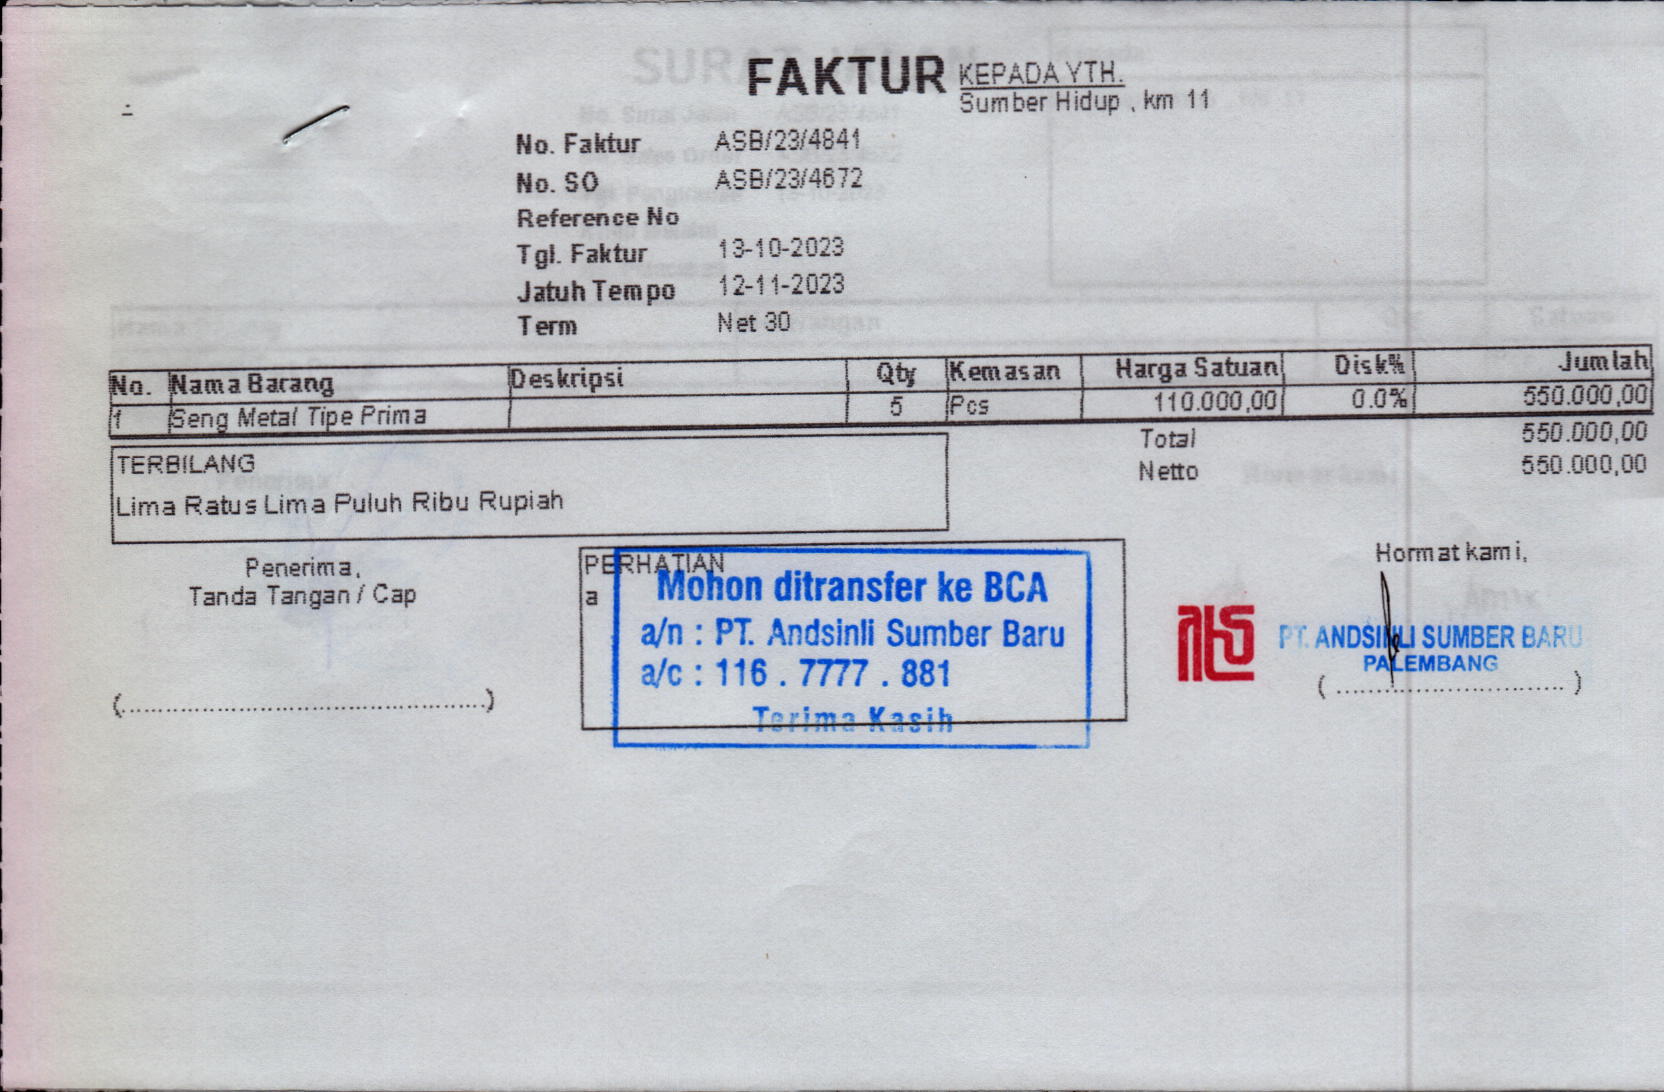 FAKTUR
KEPADA YTH.
Sumber Hidup , km 11
No. Faktur ASB/23/4841
No. SO ASB/23/4672
Reference No
Tgl. Faktur 13-10-2023
Jatuh Tempo 12-11-2023
Term Net 30
No. Nama Barang Deskripsi Qty Kemasan Harga Satuan Disk% Jumlah
1 Seng Metal Tipe Prima 5 Pcs 110.000,00 0.0% 550.000,00
Total 550.000,00
Netto 550.000,00
TERBILANG
Lima Ratus Lima Puluh Ribu Rupiah
Penerima,
Tanda Tangan / Cap
(..............................................)
PERHATIAN
a
Mohon ditransfer ke BCA
a/n : PT. Andsinli Sumber Baru
a/c : 116 . 7777 . 881
Terima Kasih
Hormat kami,
PT. ANDSINLI SUMBER BARU
PALEMBANG
( ............................. )